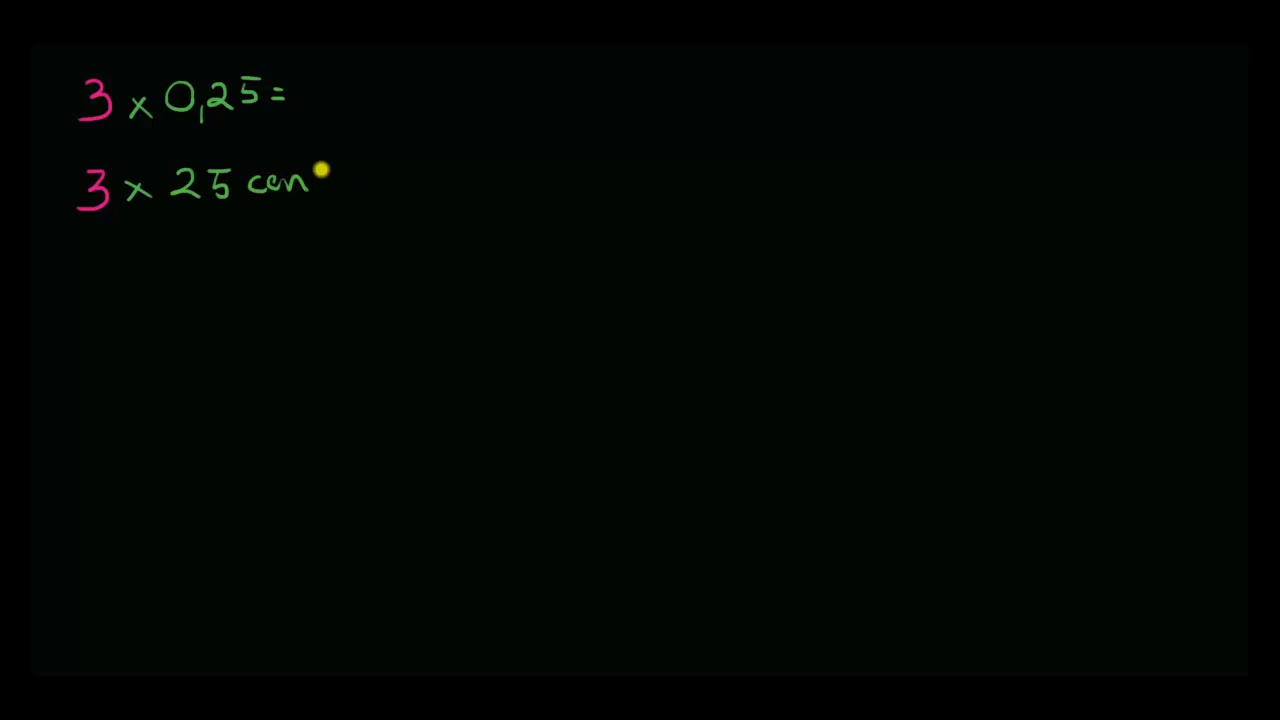 3 x 0,25 =
3 x 25 cen